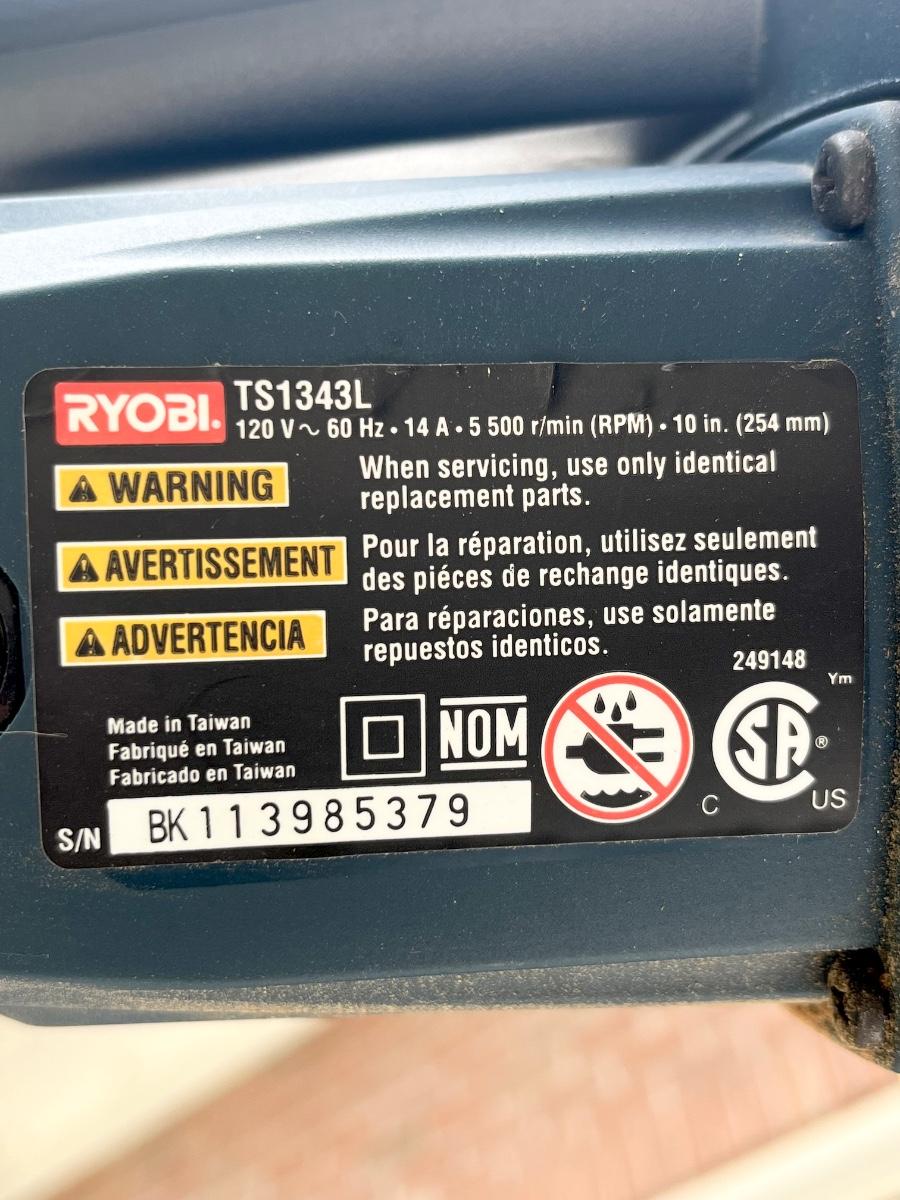 RYOBI. TS1343L
120 V ~ 60 Hz • 14 A • 5 500 r/min (RPM) • 10 in. (254 mm)
WARNING
When servicing, use only identical
replacement parts.
AVERTISSEMENT
Pour la réparation, utilisez seulement
des piéces de rechange identiques.
ADVERTENCIA
Para réparaciones, use solamente
repuestos identicos.
249148
Ym
Made in Taiwan
Fabriqué en Taiwan
Fabricado en Taiwan
NOM
CSA ®
C US
S/N BK113985379